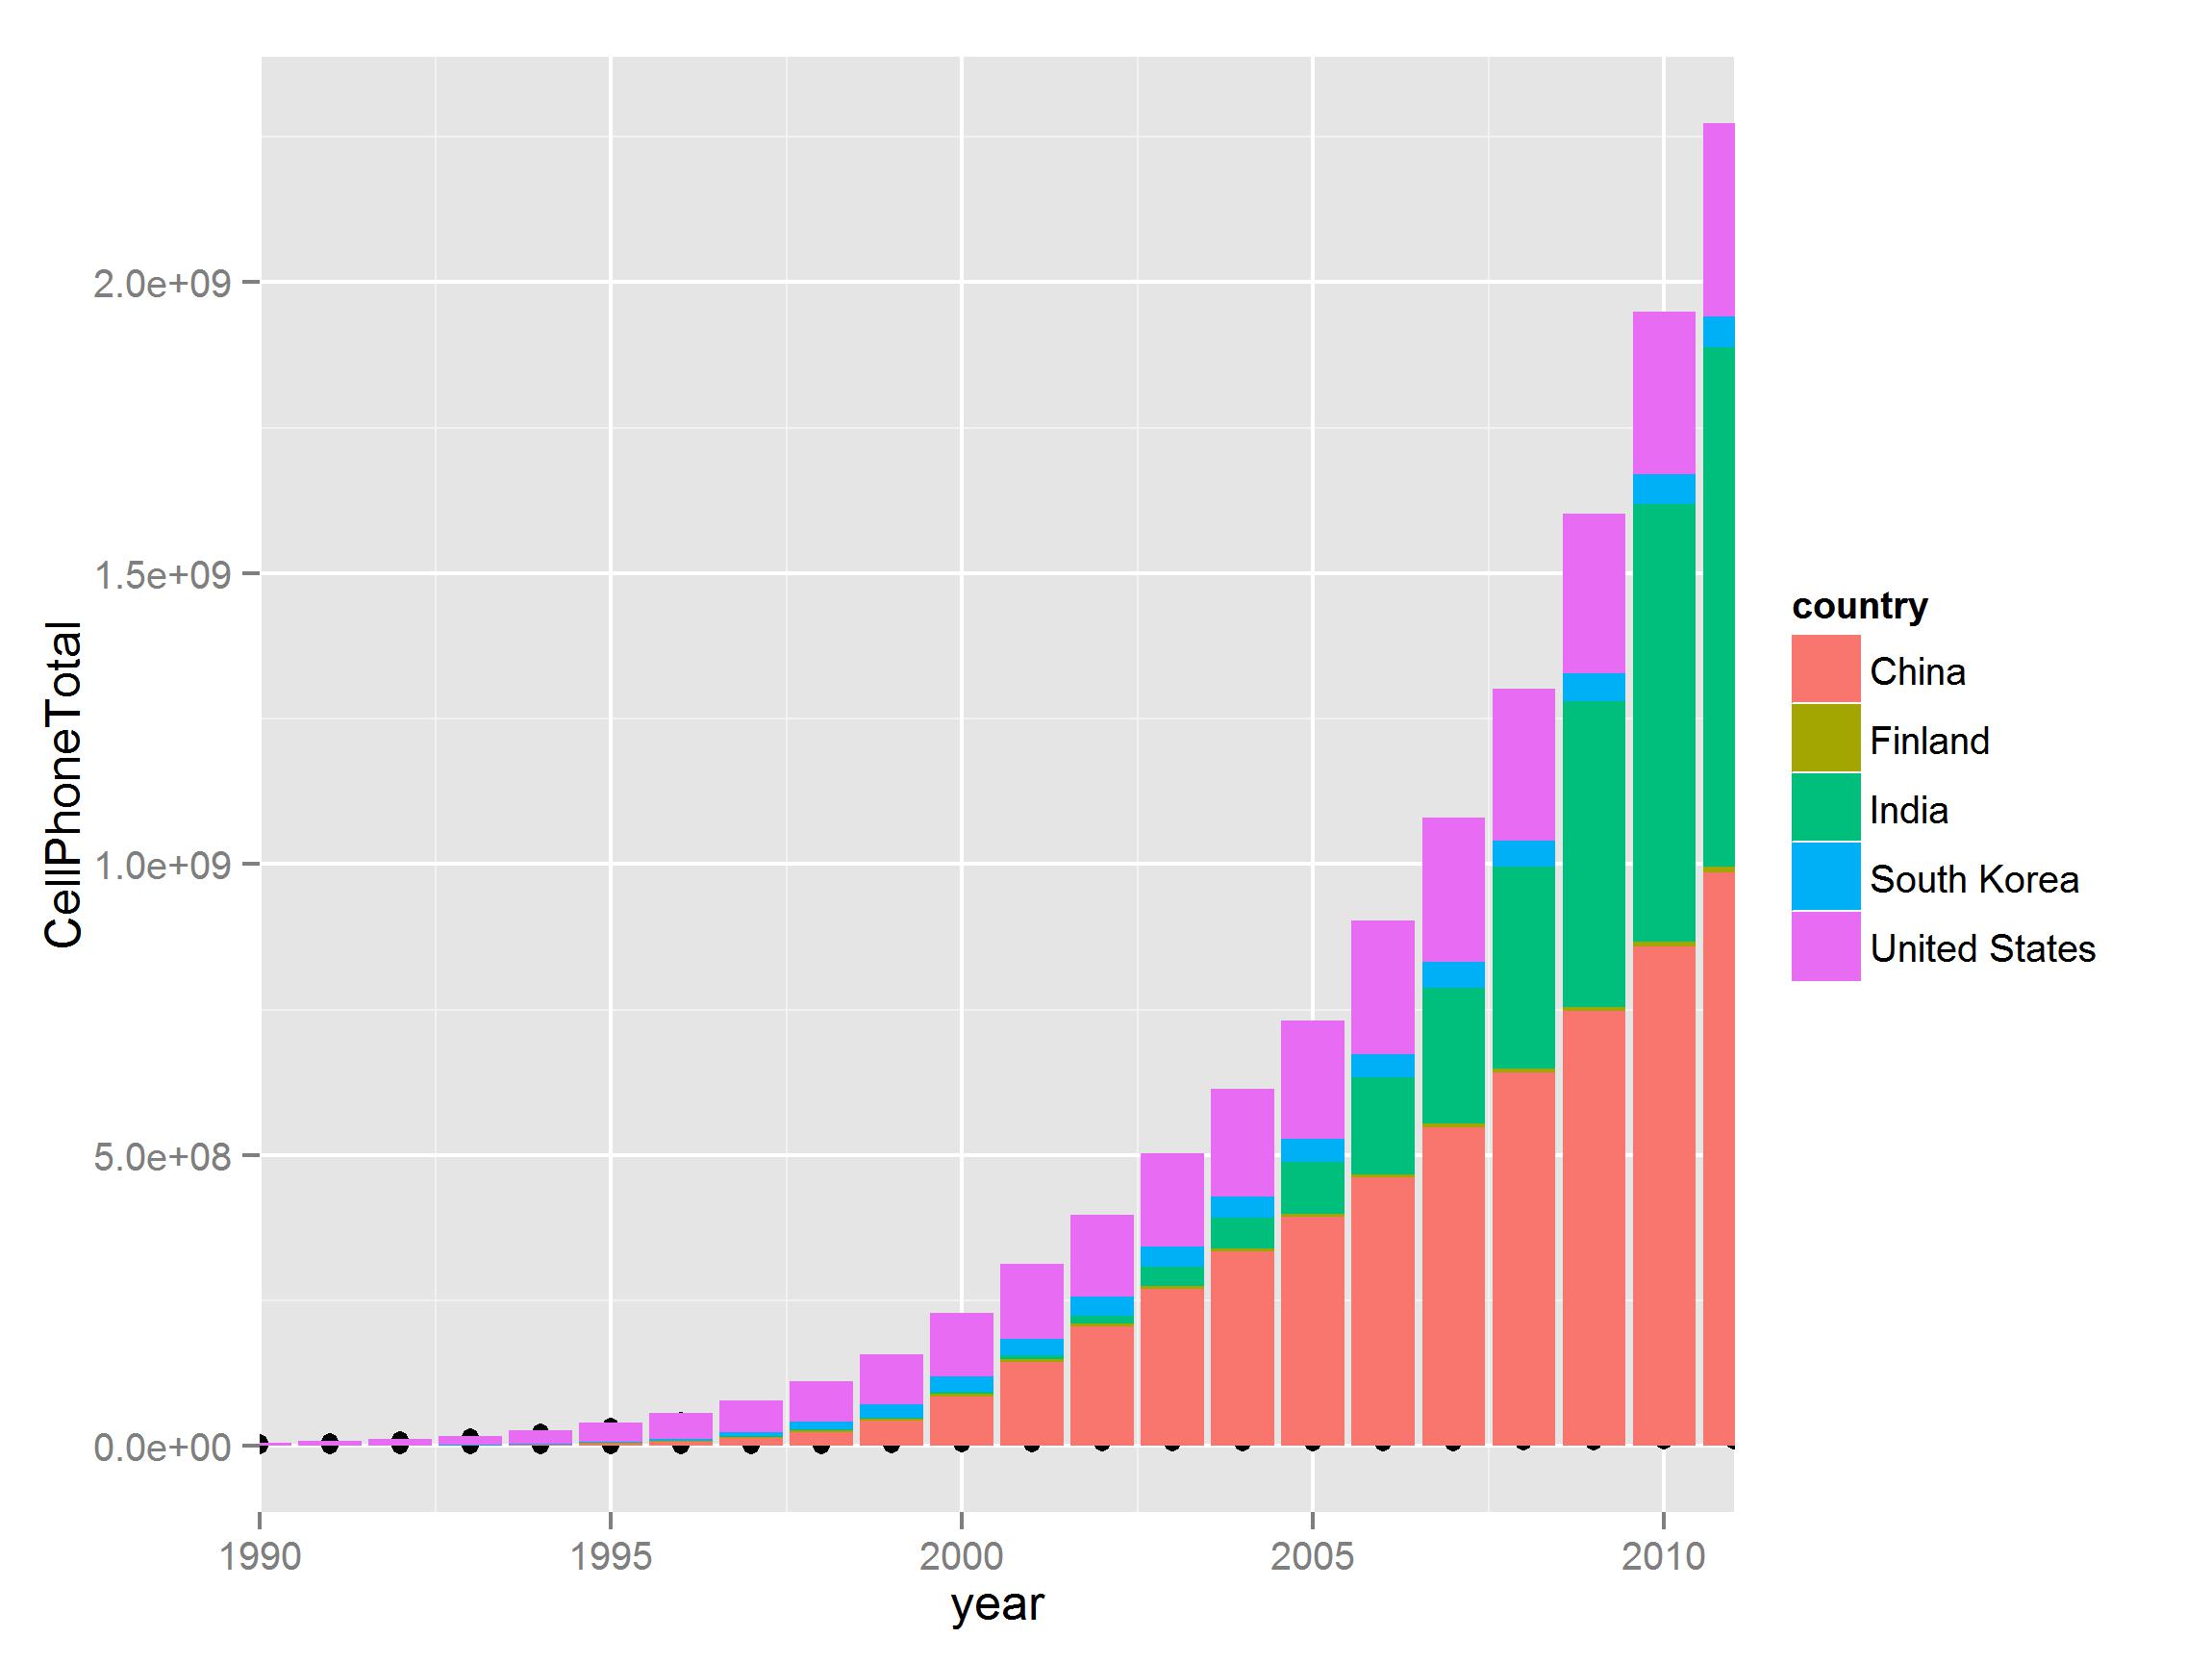 CellPhoneTotal
2.0e+09
1.5e+09
1.0e+09
5.0e+08
0.0e+00
1990 1995 2000 2005 2010
year
country
China
Finland
India
South Korea
United States